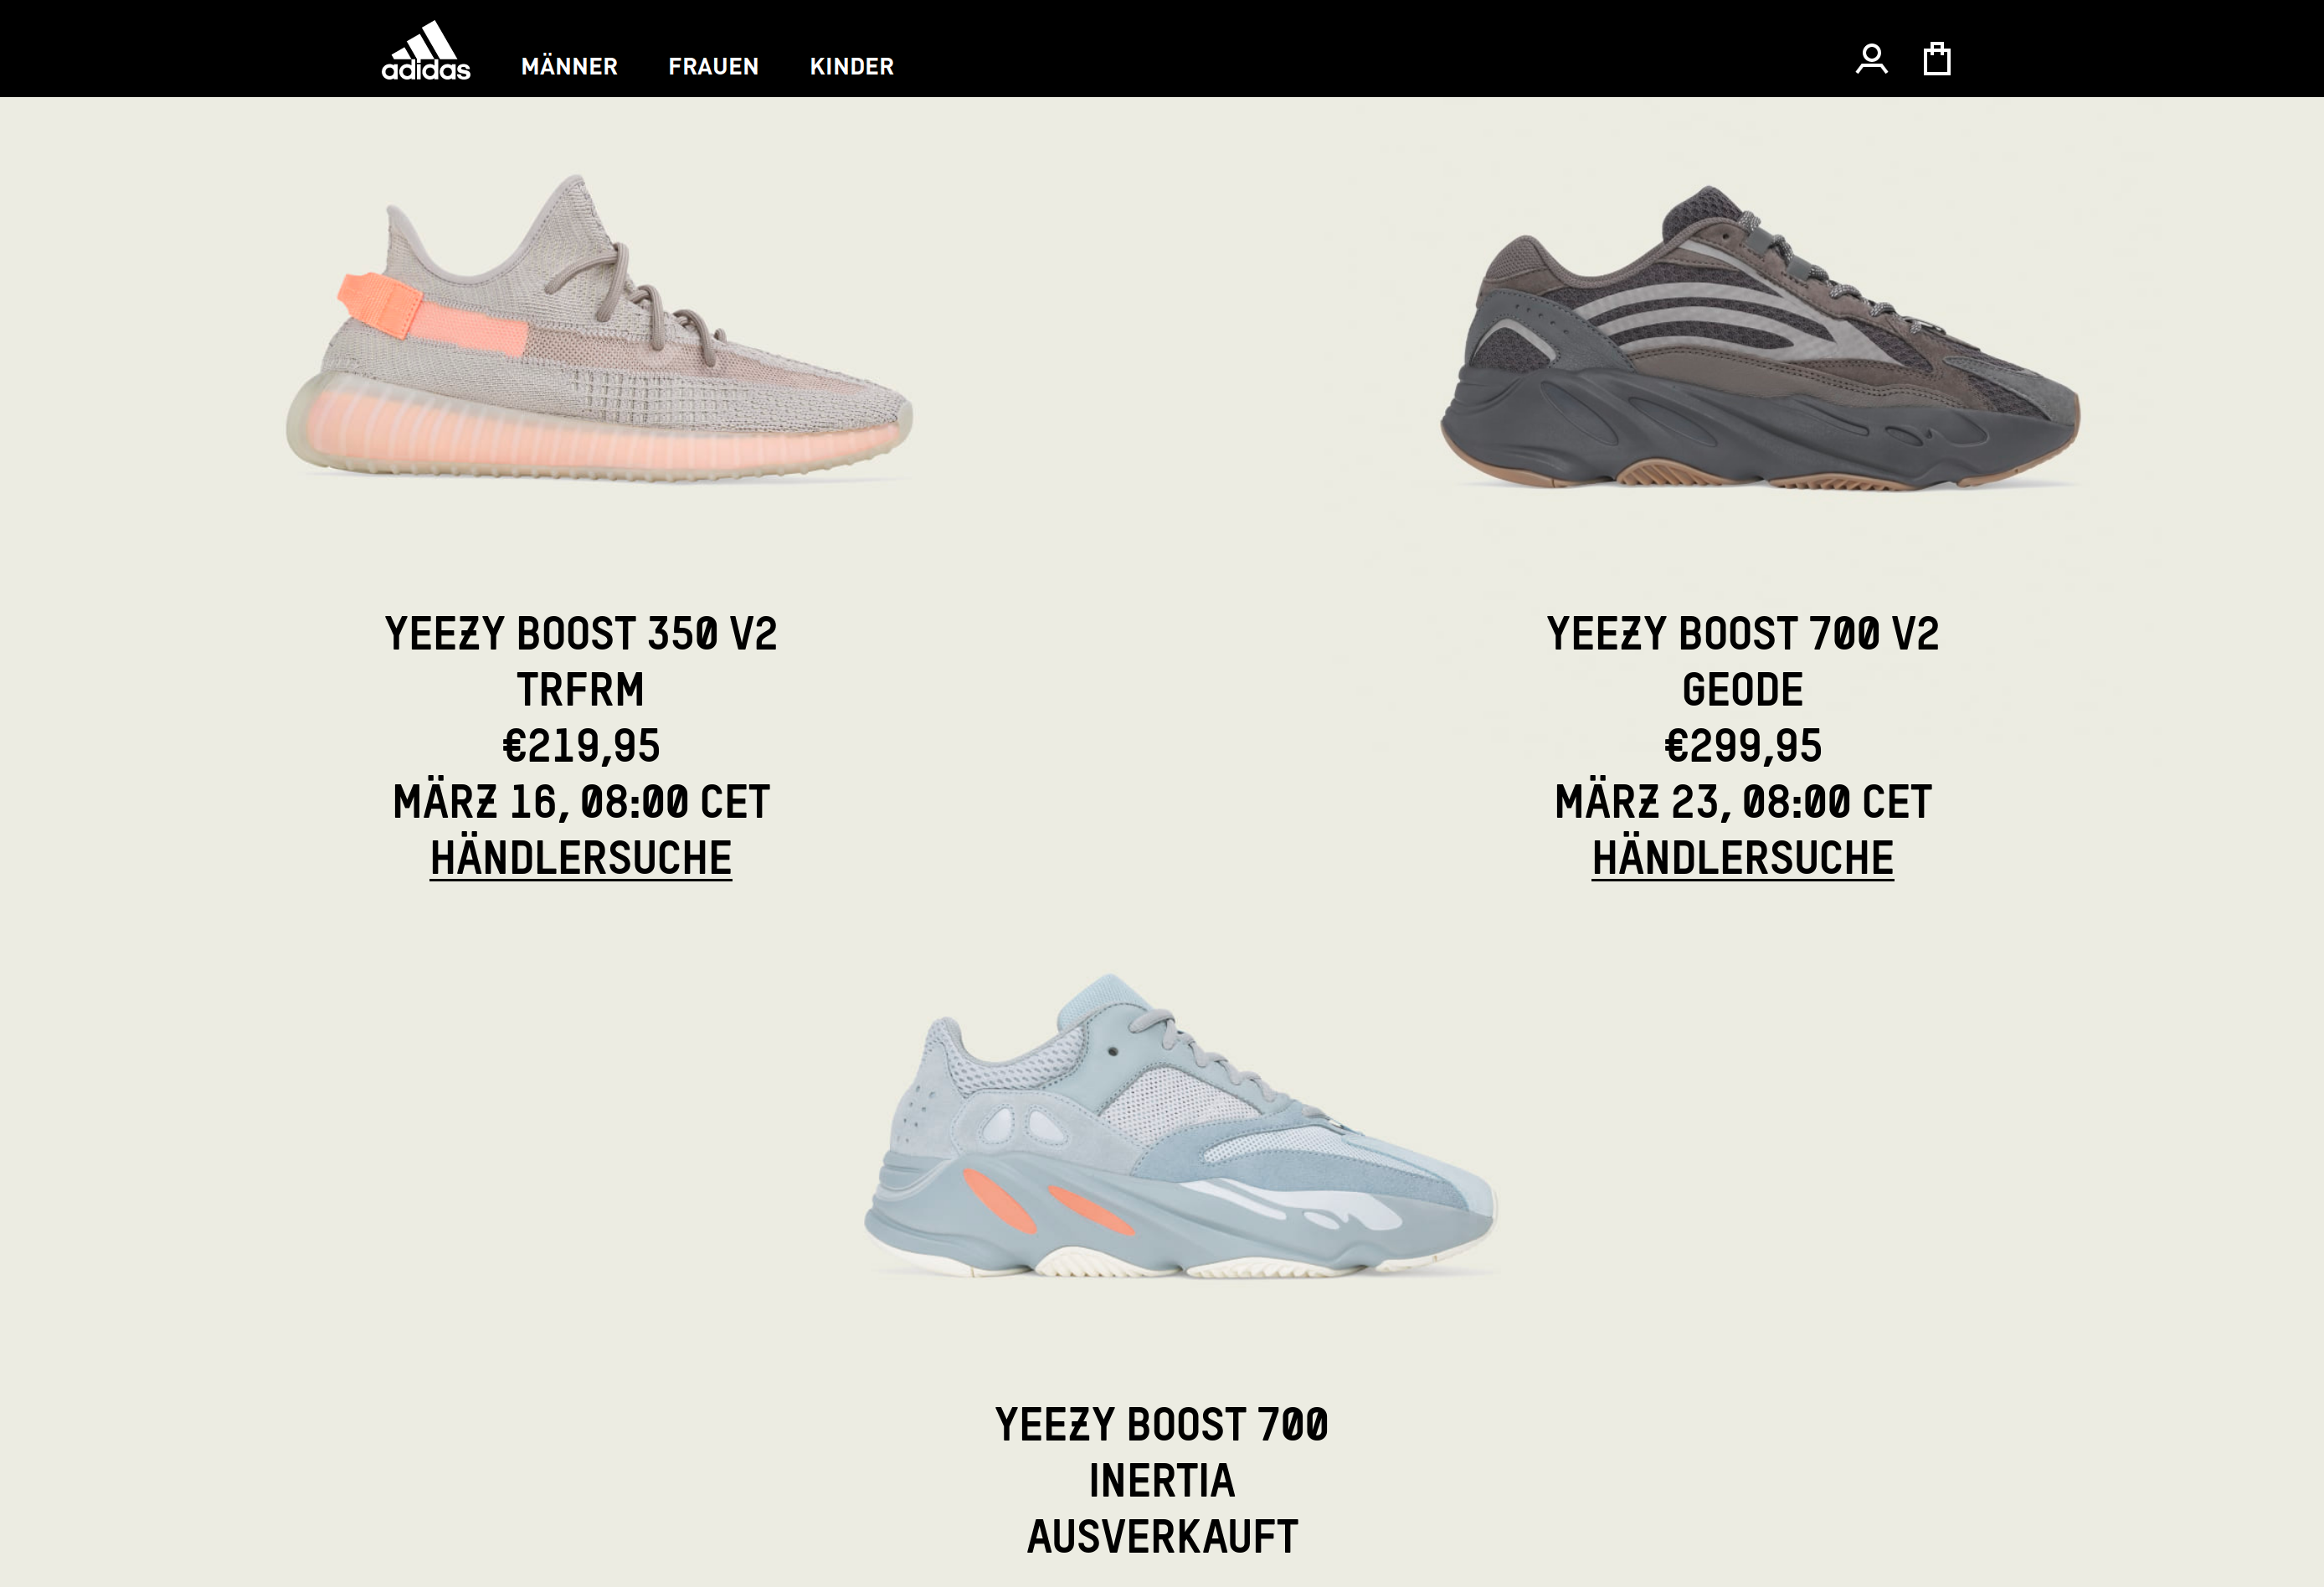 adidas
MÄNNER FRAUEN KINDER
YEEZY BOOST 350 V2
TRFRM
€219,95
MÄRZ 16, 08:00 CET
HÄNDLERSUCHE
YEEZY BOOST 700 V2
GEODE
€299,95
MÄRZ 23, 08:00 CET
HÄNDLERSUCHE
YEEZY BOOST 700
INERTIA
AUSVERKAUFT